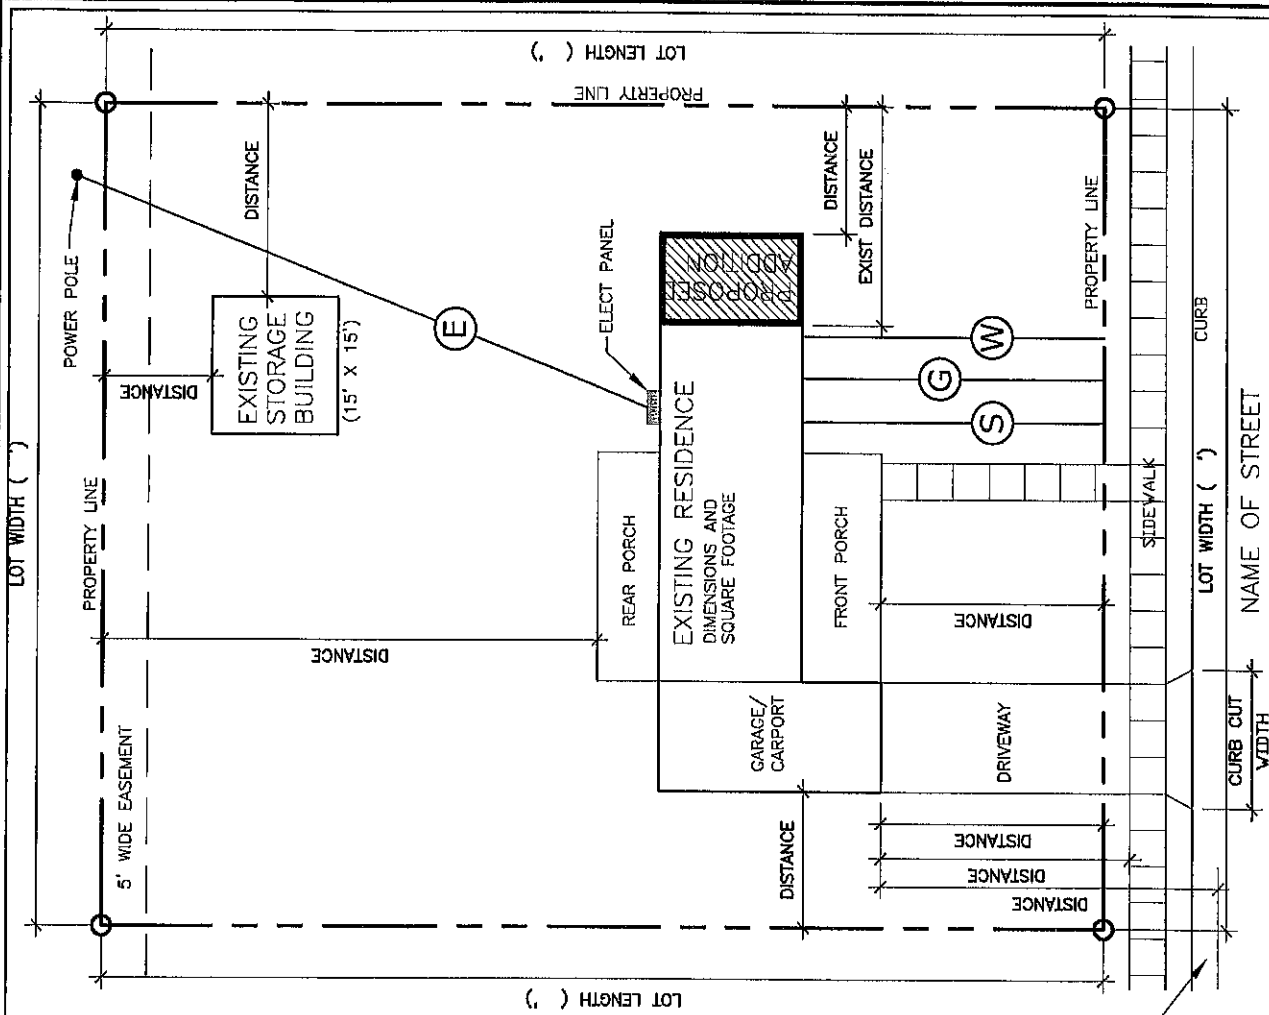 LOT LENGTH ( ')
PROPERTY LINE
LOT WIDTH ( ')
POWER POLE
DISTANCE
DISTANCE
EXISTING
STORAGE
BUILDING
(15' X 15')
E
ELECT PANEL
PROPOSED
ADDITION
DISTANCE
EXIST DISTANCE
PROPERTY LINE
CURB
W
G
S
PROPERTY LINE
5' WIDE EASEMENT
DISTANCE
REAR PORCH
EXISTING RESIDENCE
DIMENSIONS AND
SQUARE FOOTAGE
FRONT PORCH
DISTANCE
SIDEWALK
LOT WIDTH ( ')
NAME OF STREET
GARAGE/
CARPORT
DRIVEWAY
CURB CUT
WIDTH
DISTANCE
DISTANCE
DISTANCE
DISTANCE
LOT LENGTH ( ')